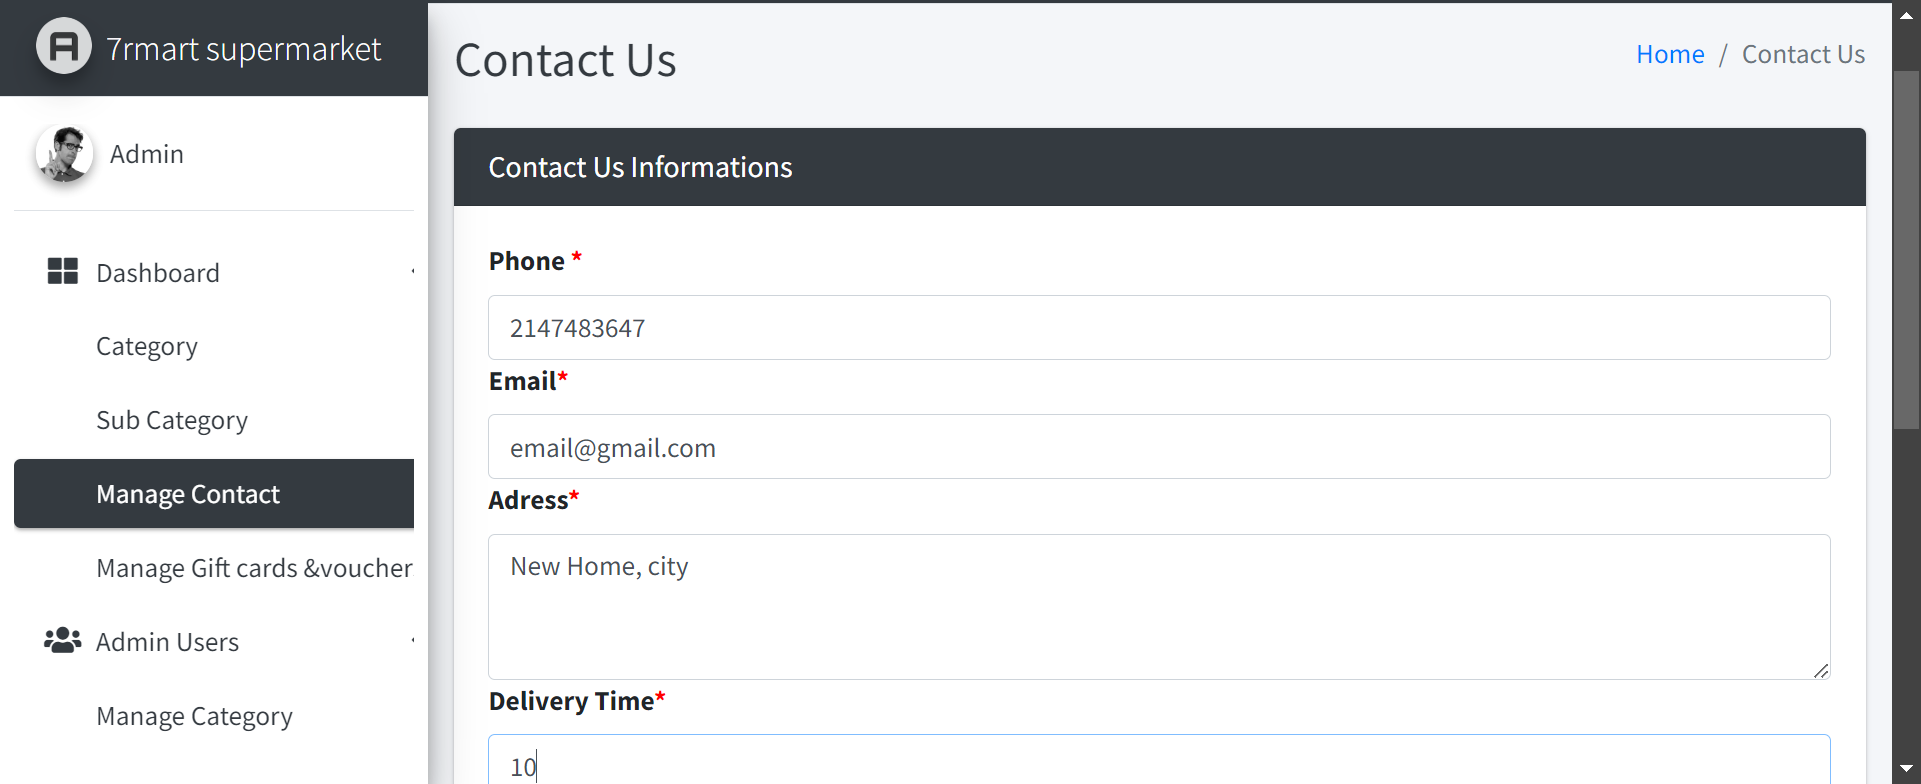 7rmart supermarket
Admin
Dashboard
Category
Sub Category
Manage Contact
Manage Gift cards &voucher
Admin Users
Manage Category
Contact Us
Home / Contact Us
Contact Us Informations
Phone *
2147483647
Email*
email@gmail.com
Adress*
New Home, city
Delivery Time*
10